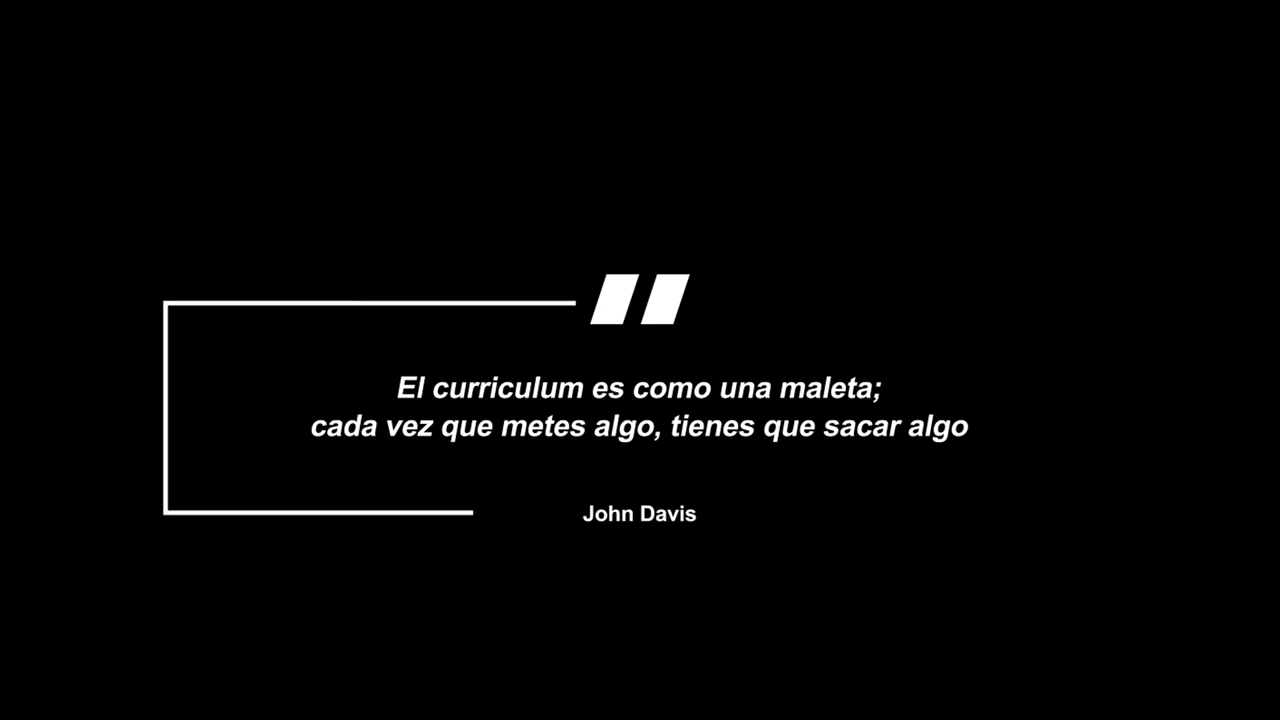 El curriculum es como una maleta;
cada vez que metes algo, tienes que sacar algo
John Davis